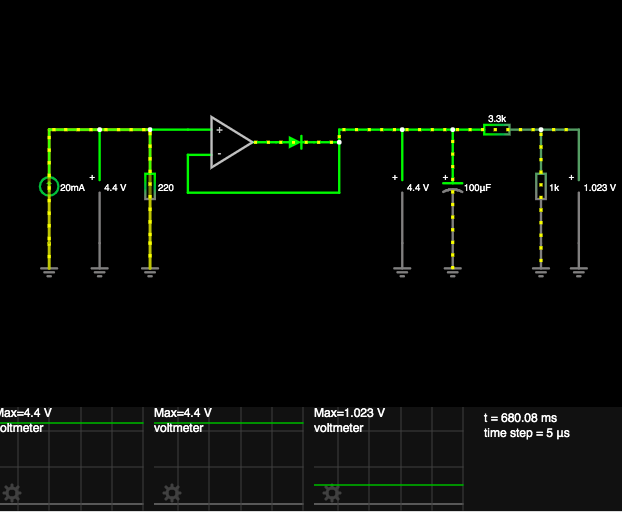 3.3k
+
-
+
20mA
4.4 V
220
+
4.4 V
+
100µF
1k
+
1.023 V
Max=4.4 V
voltmeter
Max=4.4 V
voltmeter
Max=1.023 V
voltmeter
t = 680.08 ms
time step = 5 µs